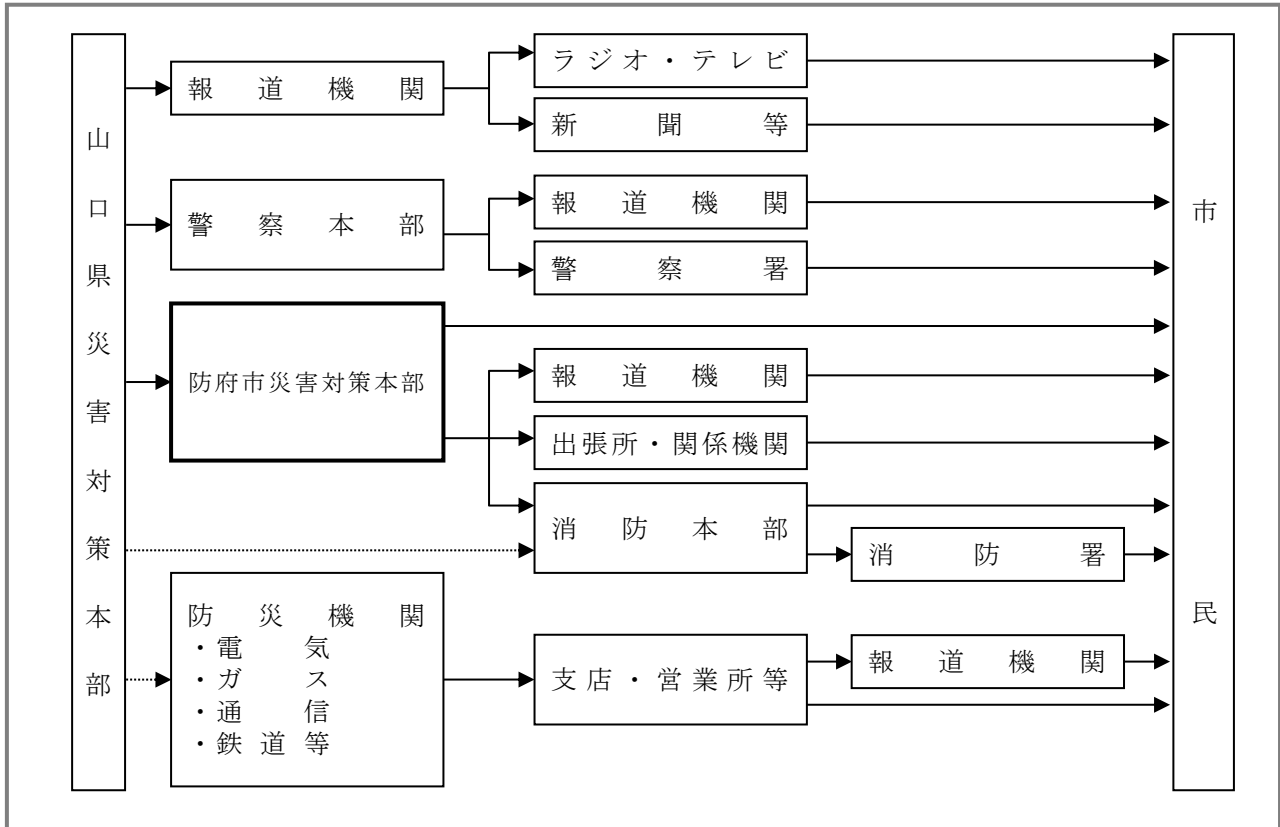 山口県災害対策本部
報道機関
ラジオ・テレビ
新聞等
警察本部
報道機関
警察署
防府市災害対策本部
報道機関
出張所・関係機関
消防本部
消防署
防災機関
・電気
・ガス
・通信
・鉄道等
支店・営業所等
報道機関
市民